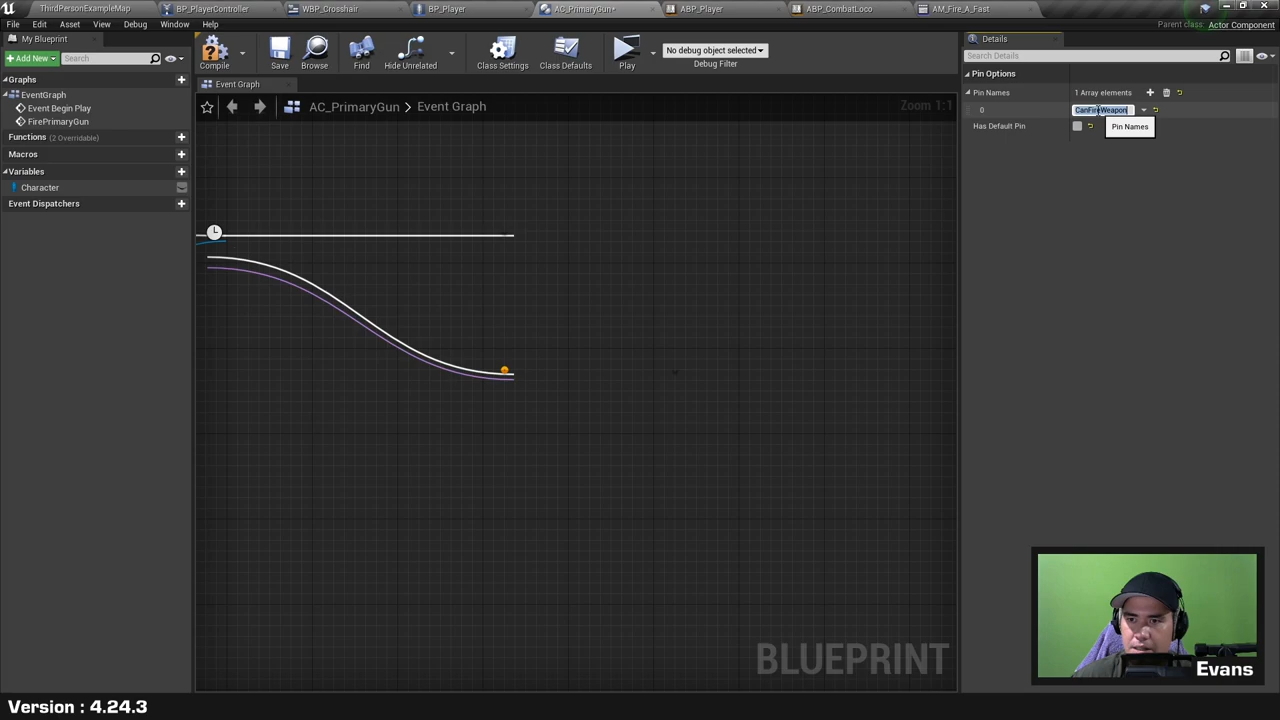 ThirdPersonExampleMap
BP_PlayerController
WBP_Crosshair
BP_Player
AC_PrimaryGun*
ABP_Player
ABP_CombatLoco
AM_Fire_A_Fast
File
Edit
Asset
View
Debug
Window
Help
Parent class: Actor Component
My Blueprint
+ Add New
Search
Graphs
EventGraph
Event Begin Play
FirePrimaryGun
Functions (2 Overridable)
Macros
Variables
Character
Event Dispatchers
Compile
Save
Browse
Find
Hide Unrelated
Class Settings
Class Defaults
Play
No debug object selected
Debug Filter
Event Graph
AC_PrimaryGun > Event Graph
Zoom 1:1
BLUEPRINT
Details
Search Details
Pin Options
Pin Names
1 Array elements
0
CanFireWeapon
Has Default Pin
Pin Names
Evans
Version : 4.24.3